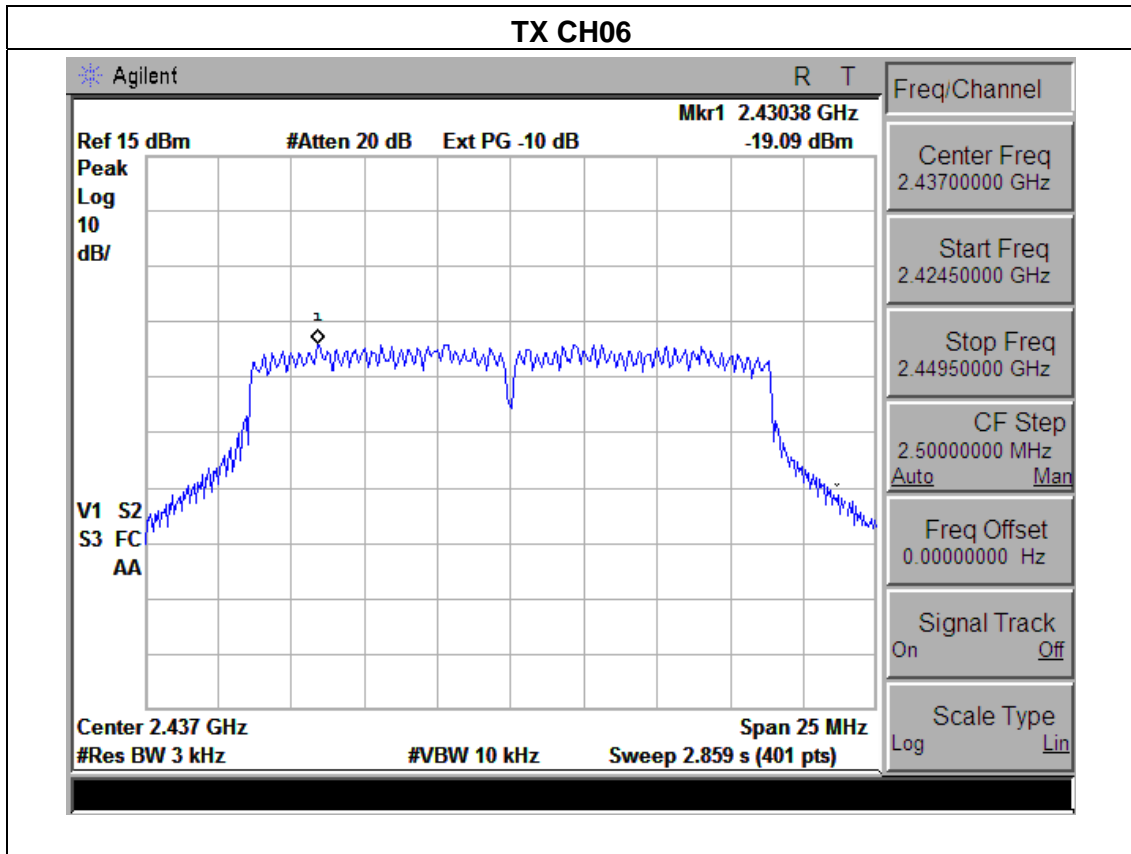 TX CH06
Agilent R T
Mkr1 2.43038 GHz
Ref 15 dBm #Atten 20 dB Ext PG -10 dB -19.09 dBm
Peak
Log
10
dB/
1
V1 S2
S3 FC
AA
Center 2.437 GHz Span 25 MHz
#Res BW 3 kHz #VBW 10 kHz Sweep 2.859 s (401 pts)
Freq/Channel
Center Freq
2.43700000 GHz
Start Freq
2.42450000 GHz
Stop Freq
2.44950000 GHz
CF Step
2.50000000 MHz
Auto Man
Freq Offset
0.00000000 Hz
Signal Track
On Off
Scale Type
Log Lin